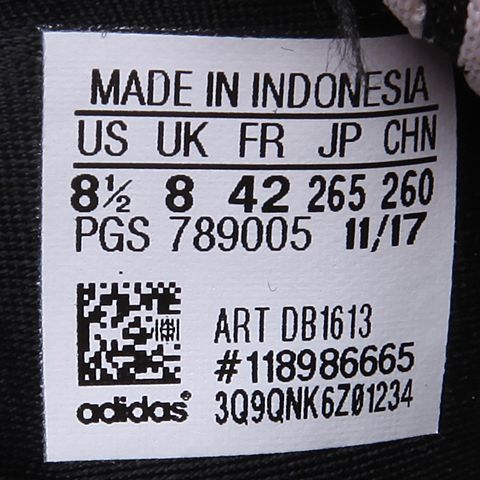 MADE IN INDONESIA
US UK FR JP CHN
8½ 8 42 265 260
PGS 789005 11/17
ART DB1613
#118986665
adidas® 3Q9QNK6Z01234